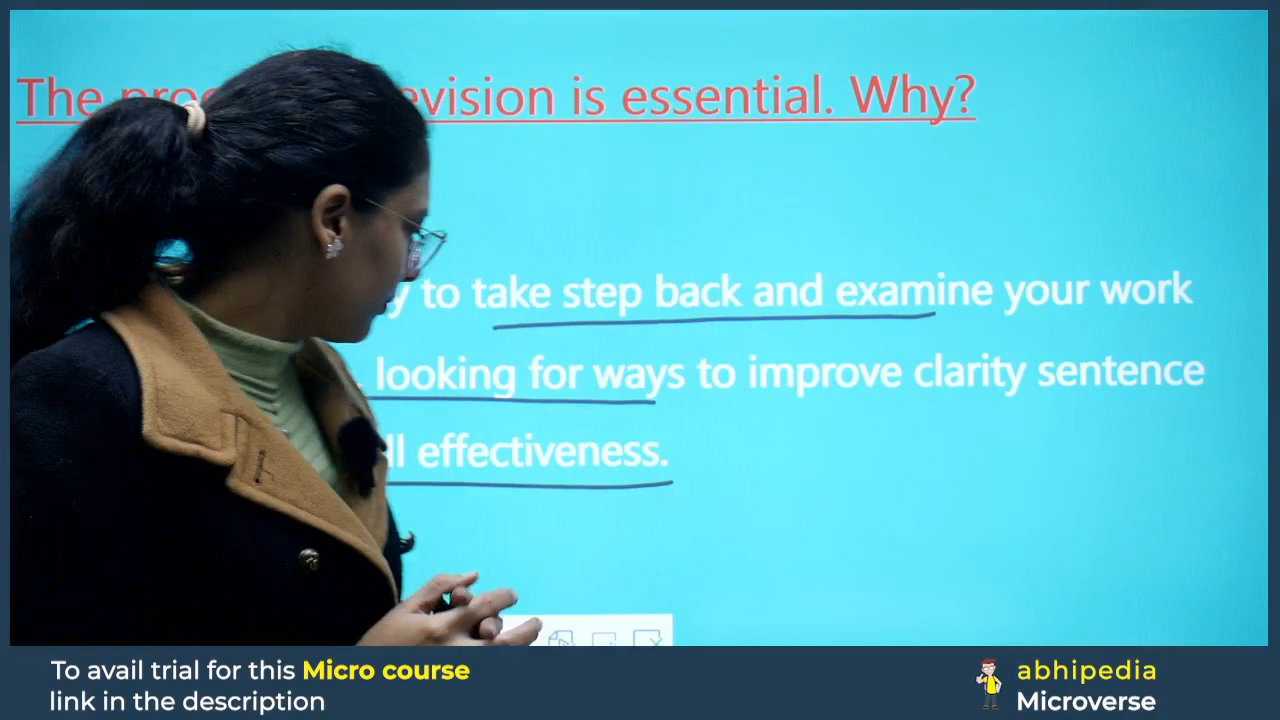 The evision is essential. Why?
y to take step back and examine your work
. looking for ways to improve clarity sentence
ll effectiveness.
To avail trial for this Micro course
link in the description
abhipedia
Microverse